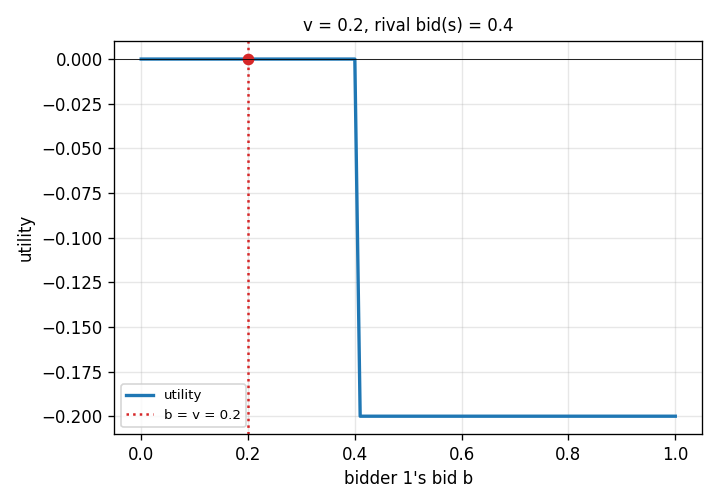 v = 0.2, rival bid(s) = 0.4
utility
0.000
−0.025
−0.050
−0.075
−0.100
−0.125
−0.150
−0.175
−0.200
utility
b = v = 0.2
0.0 0.2 0.4 0.6 0.8 1.0
bidder 1's bid b